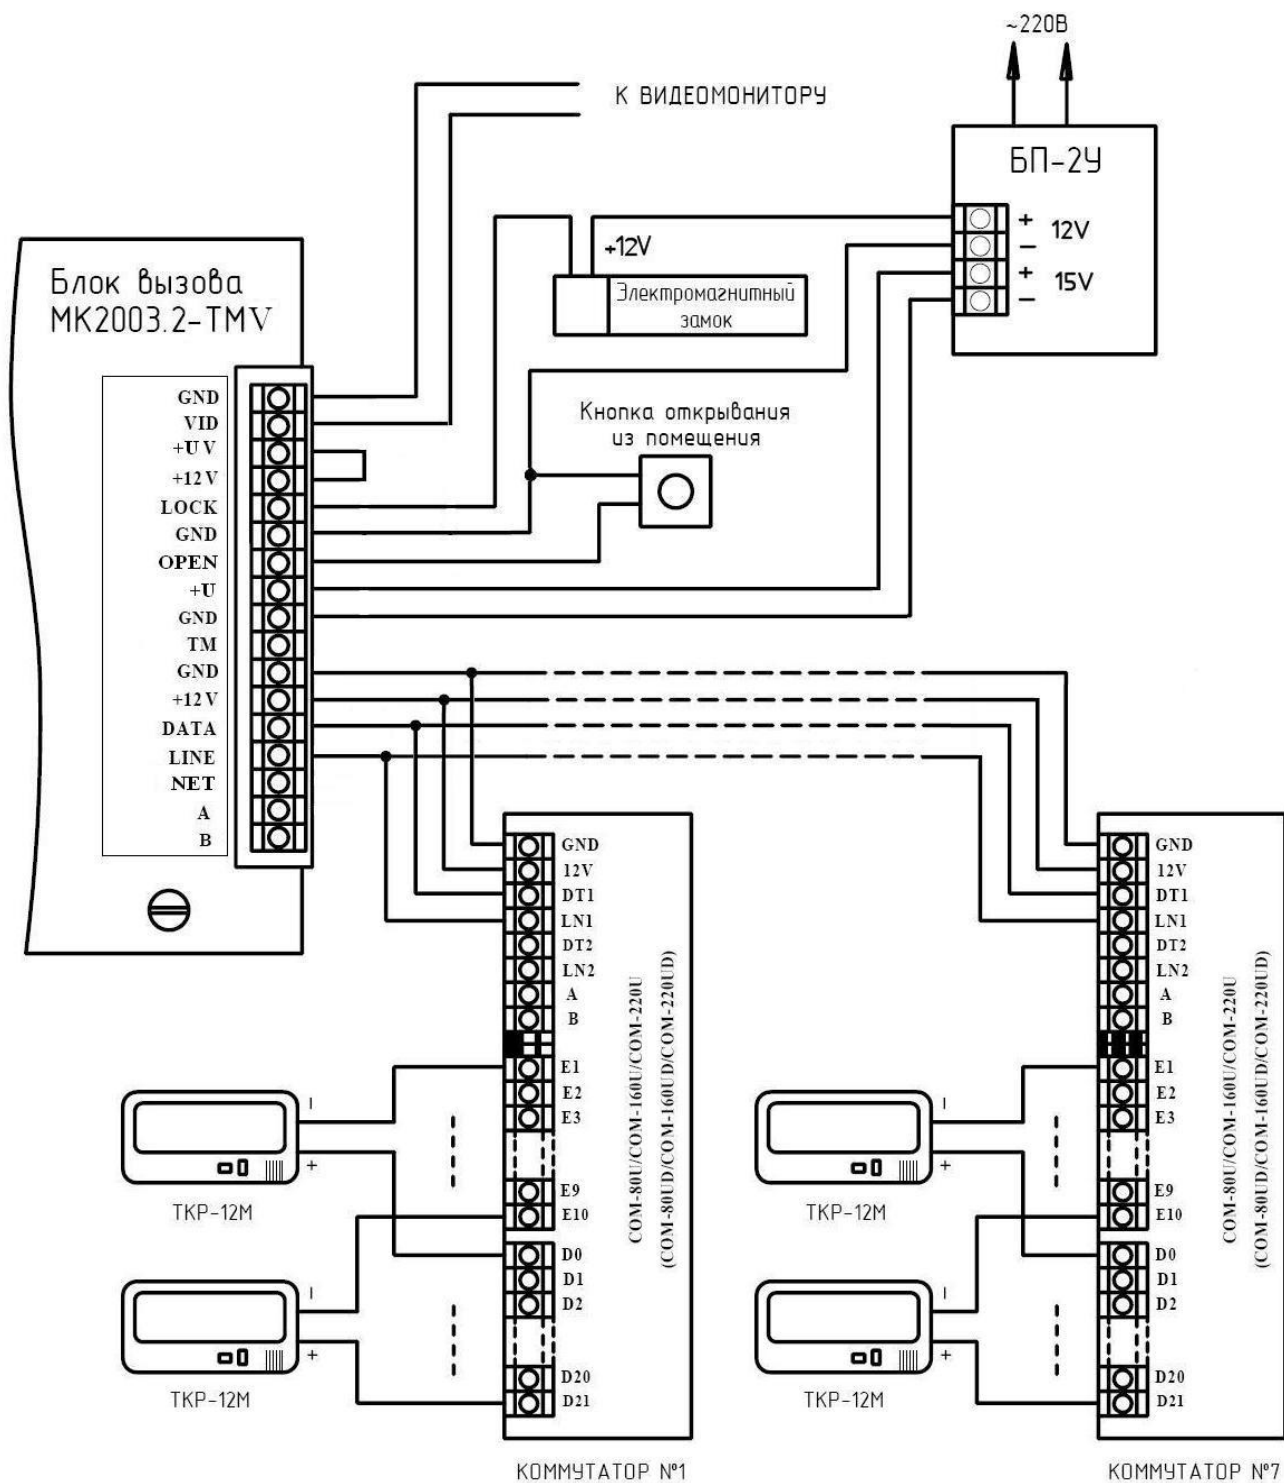 ~220В
К ВИДЕОМОНИТОРУ
БП-2У
+
12V
−
+
15V
−
+12V
Электромагнитный
замок
Блок вызова
МК2003.2-TMV
GND
VID
+U V
+12 V
LOCK
GND
OPEN
+U
GND
TM
GND
+12 V
DATA
LINE
NET
A
B
Кнопка открывания
из помещения
GND
12V
DT1
LN1
DT2
LN2
A
B
E1
E2
E3
E9
E10
D0
D1
D2
D20
D21
COM-80U/COM-160U/COM-220U
(COM-80UD/COM-160UD/COM-220UD)
КОММУТАТОР №1
−
+
ТКР-12М
−
+
ТКР-12М
GND
12V
DT1
LN1
DT2
LN2
A
B
E1
E2
E3
E9
E10
D0
D1
D2
D20
D21
COM-80U/COM-160U/COM-220U
(COM-80UD/COM-160UD/COM-220UD)
КОММУТАТОР №7
−
+
ТКР-12М
−
+
ТКР-12М